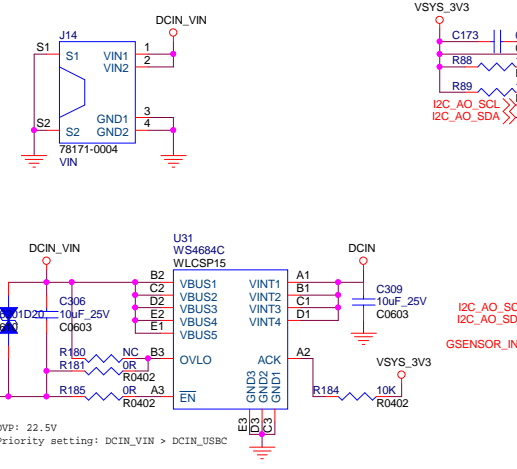 DCIN_VIN
J14
S1 S1 VIN1 1
VIN2 2
GND1 3
S2 S2 GND2 4
78171-0004
VIN
VSYS_3V3
C173
R88
R89
I2C_AO_SCL
I2C_AO_SDA
DCIN_VIN
U31
WS4684C
WLCSP15
DCIN
B2 VBUS1 VINT1 A1
C2 VBUS2 VINT2 B1
D2 VBUS3 VINT3 C1
E2 VBUS4 VINT4 D1
E1 VBUS5
B3 OVLO ACK A2
A3 EN
GND3 GND2 GND1
E3 D3 C3
D20
C306
10uF_25V
C0603
R180 NC
R181 0R
R0402
R185 0R
R0402
C309
10uF_25V
C0603
VSYS_3V3
R184 10K
R0402
I2C_AO_SC
I2C_AO_SD
GSENSOR_IN
OVP: 22.5V
Priority setting: DCIN_VIN > DCIN_USBC